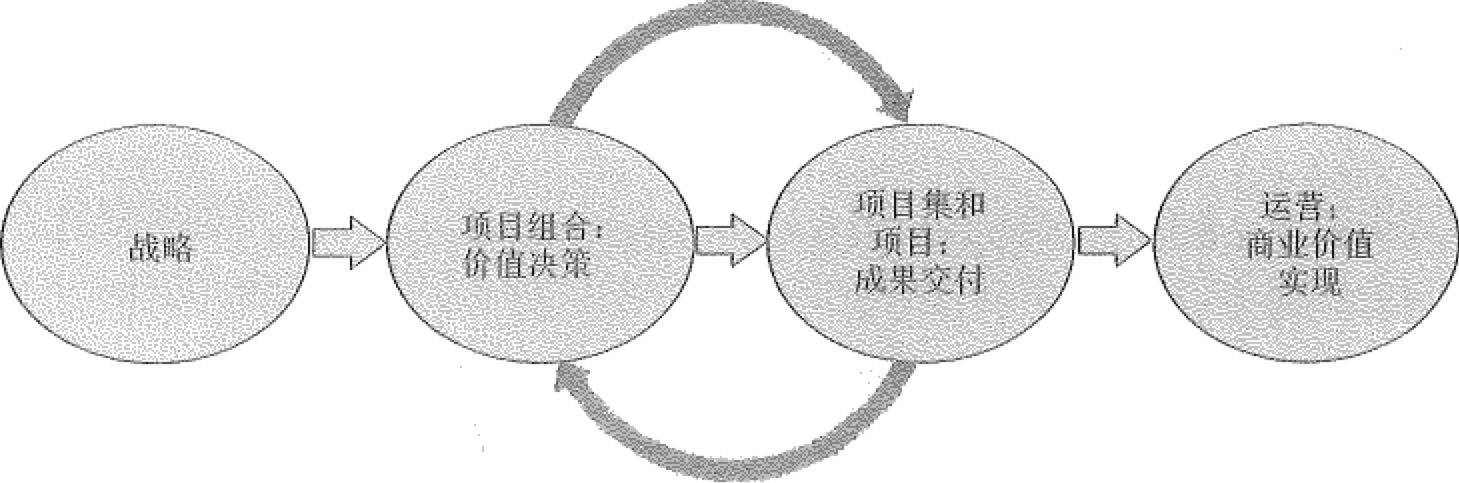 战略
项目组合：
价值决策
项目集和
项目：
成果交付
运营：
商业价值
实现